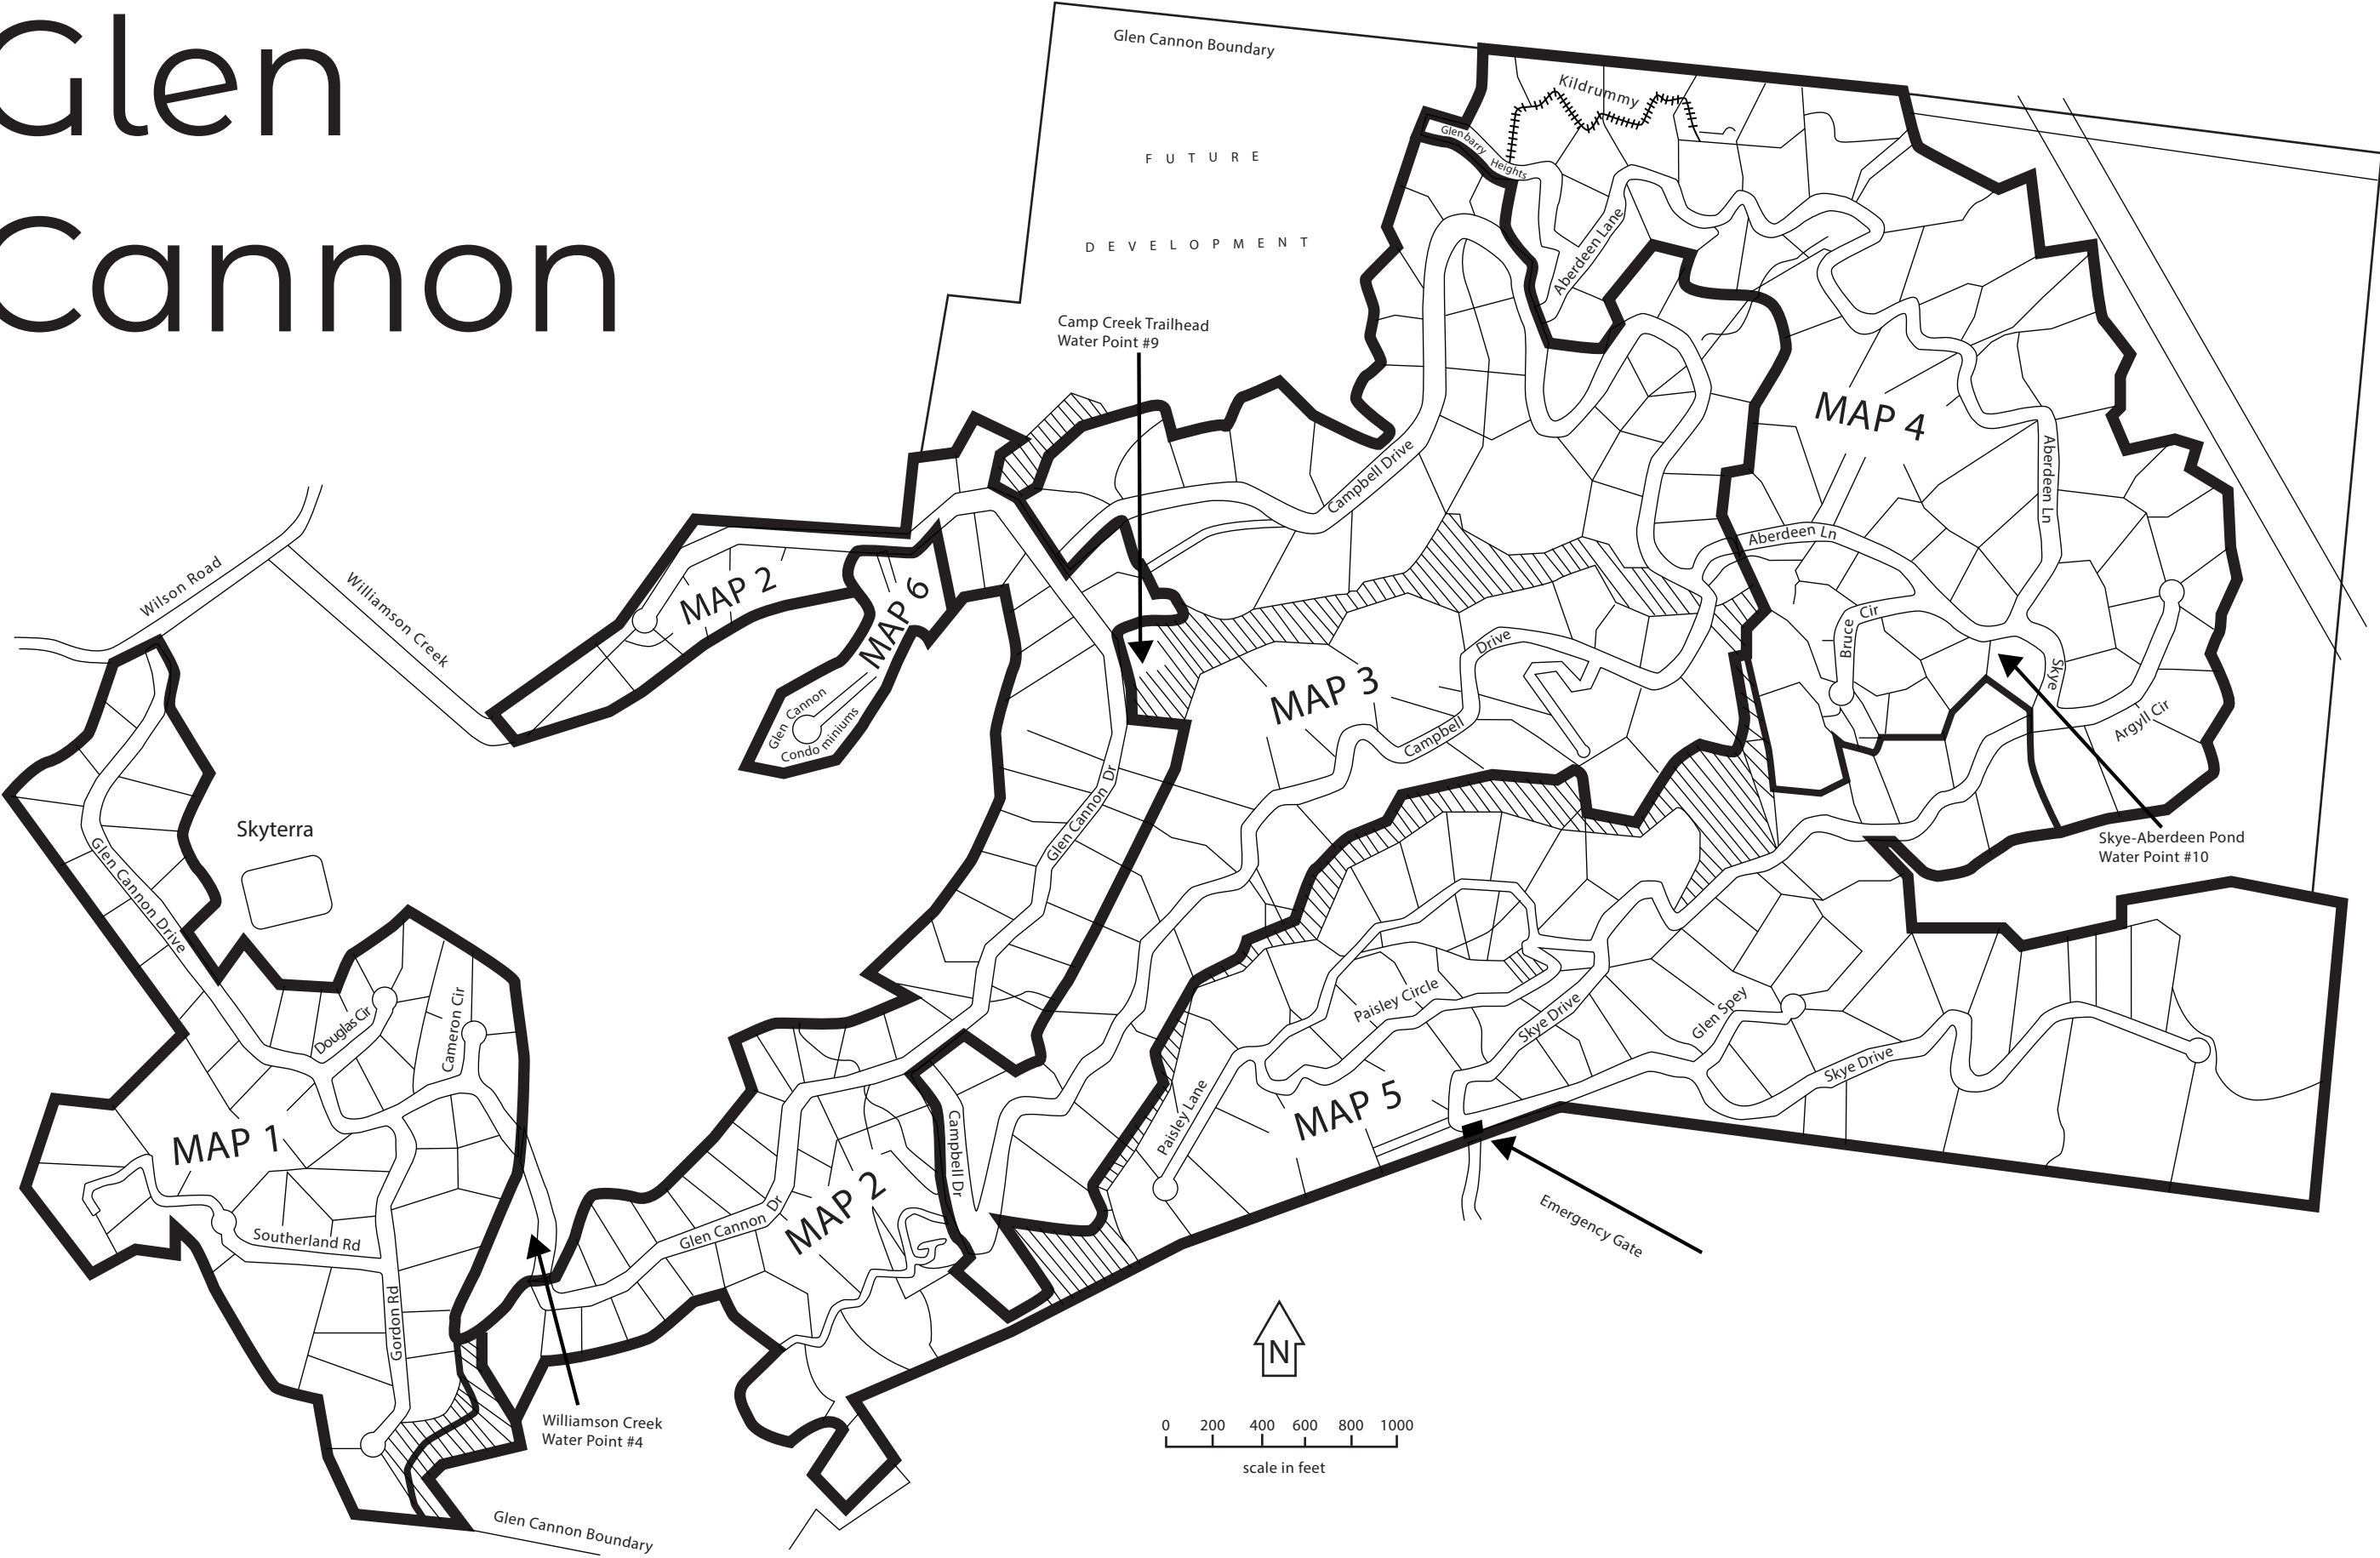 Glen
Cannon
Glen Cannon Boundary
Kildrummy
Glenbarry
Heights
FUTURE
DEVELOPMENT
Aberdeen Lane
Camp Creek Trailhead
Water Point #9
MAP 4
Campbell Drive
Aberdeen Ln
Aberdeen Ln
Wilson Road
Williamson Creek
MAP 2
MAP 6
Glen Cannon
Condo miniums
Bruce Cir
Skye
Argyll Cir
Drive
MAP 3
Campbell
Glen Cannon Dr
Skyterra
Glen Cannon Drive
Skye-Aberdeen Pond
Water Point #10
Douglas Cir
Cameron Cir
Paisley Circle
Skye Drive
Glen Spey
Skye Drive
MAP 1
MAP 5
Paisley Lane
Campbell Dr
Southerland Rd
Glen Cannon Dr
MAP 2
Emergency Gate
Gordon Rd
N
Williamson Creek
Water Point #4
0 200 400 600 800 1000
scale in feet
Glen Cannon Boundary